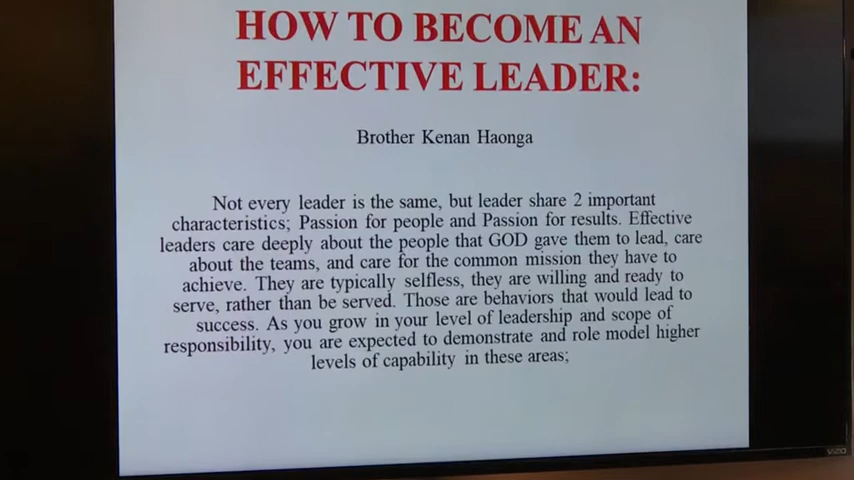 HOW TO BECOME AN
EFFECTIVE LEADER:
Brother Kenan Haonga
Not every leader is the same, but leader share 2 important
characteristics; Passion for people and Passion for results. Effective
leaders care deeply about the people that GOD gave them to lead, care
about the teams, and care for the common mission they have to
achieve. They are typically selfless, they are willing and ready to
serve, rather than be served. Those are behaviors that would lead to
success. As you grow in your level of leadership and scope of
responsibility, you are expected to demonstrate and role model higher
levels of capability in these areas;
VIZIO